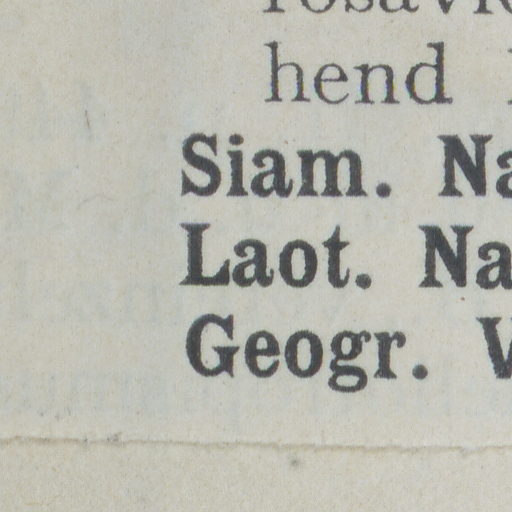 hend
Siam. Na
Laot. Na
Geogr.